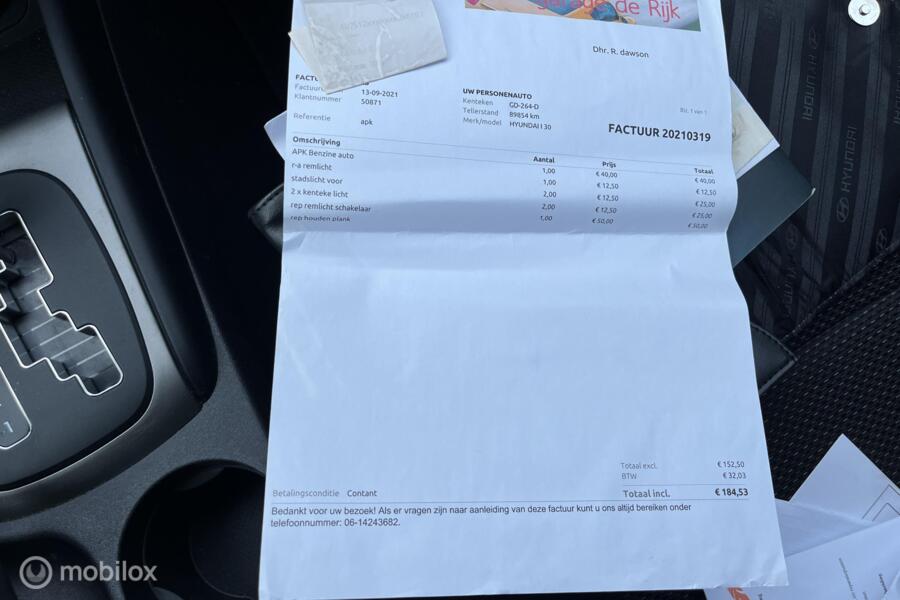 garage de Rijk
Dhr. R. dawson
13-09-2021
Klantnummer 50871
Referentie apk
UW PERSONENAUTO
Kenteken GD-264-D
Tellerstand 89854 km
Merk/model HYUNDAI I 30
Blz. 1 van 1
FACTUUR 20210319
Omschrijving Aantal Prijs Totaal
APK Benzine auto 1,00 € 40,00 € 40,00
r-a remlicht 1,00 € 12,50 € 12,50
stadslicht voor 2,00 € 12,50 € 25,00
2 x kenteke licht 2,00 € 12,50 € 25,00
rep remlicht schakelaar 1,00 € 50,00 € 50,00
rep houden plank
Totaal excl. € 152,50
BTW € 32,03
Totaal incl. € 184,53
Betalingsconditie Contant
Bedankt voor uw bezoek! Als er vragen zijn naar aanleiding van deze factuur kunt u ons altijd bereiken onder
telefoonnummer: 06-14243682.
HYUNDAI
mobilox